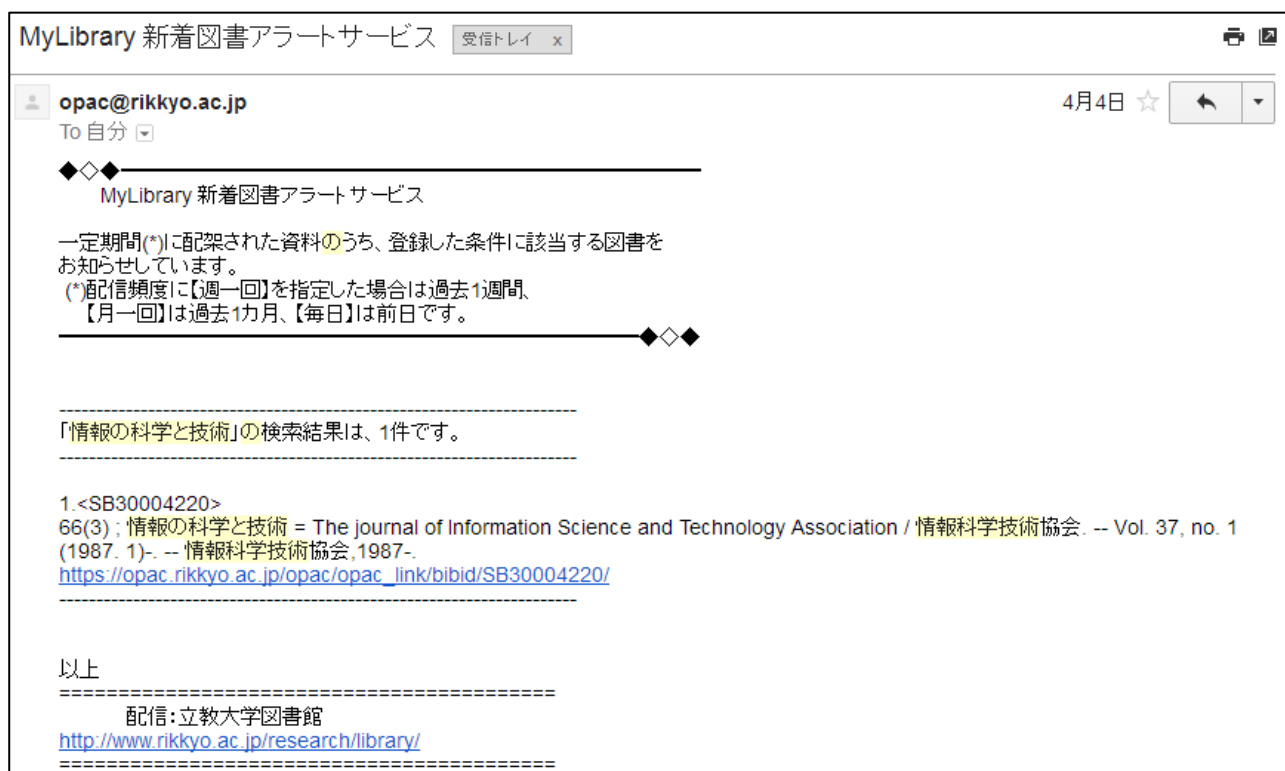 MyLibrary 新着図書アラートサービス 受信トレイ x
opac@rikkyo.ac.jp 4月4日
To 自分
◆◇◆━━━━━━━━━━━━━━━━━━━━━━━━━━━━━
MyLibrary 新着図書アラートサービス
一定期間(*)に配架された資料のうち、登録した条件に該当する図書を
お知らせしています。
(*)配信頻度に【週一回】を指定した場合は過去1週間、
【月一回】は過去1カ月、【毎日】は前日です。
━━━━━━━━━━━━━━━━━━━━━━━━━━━━━◆◇◆
----------------------------------------------------------------------
「情報の科学と技術」の検索結果は、1件です。
----------------------------------------------------------------------
1.<SB30004220>
66(3) ; 情報の科学と技術 = The journal of Information Science and Technology Association / 情報科学技術協会. -- Vol. 37, no. 1
(1987. 1)-. -- 情報科学技術協会,1987-.
https://opac.rikkyo.ac.jp/opac/opac_link/bibid/SB30004220/
----------------------------------------------------------------------
以上
==========================================
配信：立教大学図書館
http://www.rikkyo.ac.jp/research/library/
==========================================